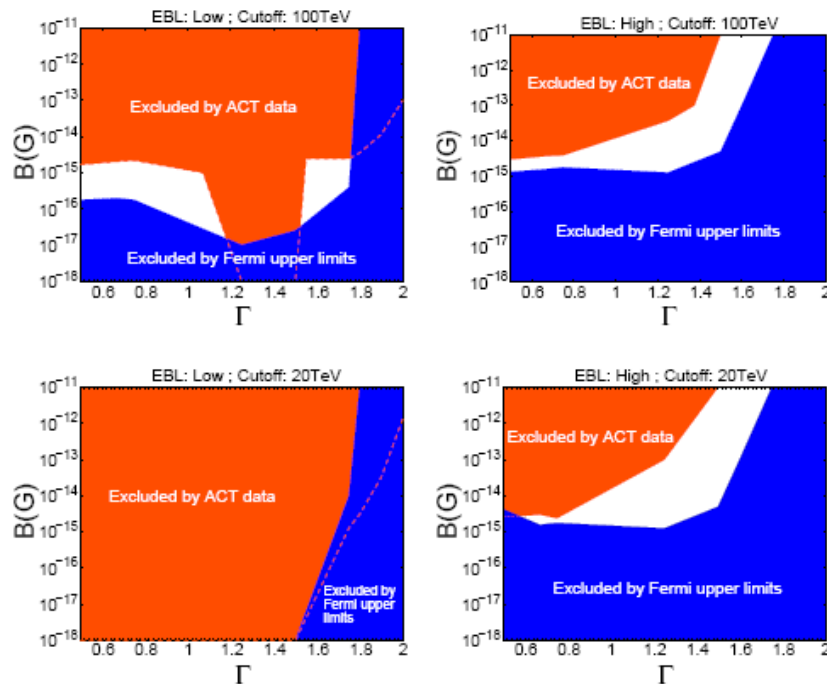 EBL: Low ; Cutoff: 100TeV
B(G)
10⁻¹¹
10⁻¹²
10⁻¹³
10⁻¹⁴
10⁻¹⁵
10⁻¹⁶
10⁻¹⁷
10⁻¹⁸
Excluded by ACT data
Excluded by Fermi upper limits
0.6 0.8 1 1.2 1.4 1.6 1.8 2
Γ
EBL: High ; Cutoff: 100TeV
B(G)
10⁻¹¹
10⁻¹²
10⁻¹³
10⁻¹⁴
10⁻¹⁵
10⁻¹⁶
10⁻¹⁷
10⁻¹⁸
Excluded by ACT data
Excluded by Fermi upper limits
0.6 0.8 1 1.2 1.4 1.6 1.8 2
Γ
EBL: Low ; Cutoff: 20TeV
B(G)
10⁻¹¹
10⁻¹²
10⁻¹³
10⁻¹⁴
10⁻¹⁵
10⁻¹⁶
10⁻¹⁷
10⁻¹⁸
Excluded by ACT data
Excluded by
Fermi upper
limits
0.6 0.8 1 1.2 1.4 1.6 1.8 2
Γ
EBL: High ; Cutoff: 20TeV
B(G)
10⁻¹¹
10⁻¹²
10⁻¹³
10⁻¹⁴
10⁻¹⁵
10⁻¹⁶
10⁻¹⁷
10⁻¹⁸
Excluded by ACT data
Excluded by Fermi upper limits
0.6 0.8 1 1.2 1.4 1.6 1.8 2
Γ